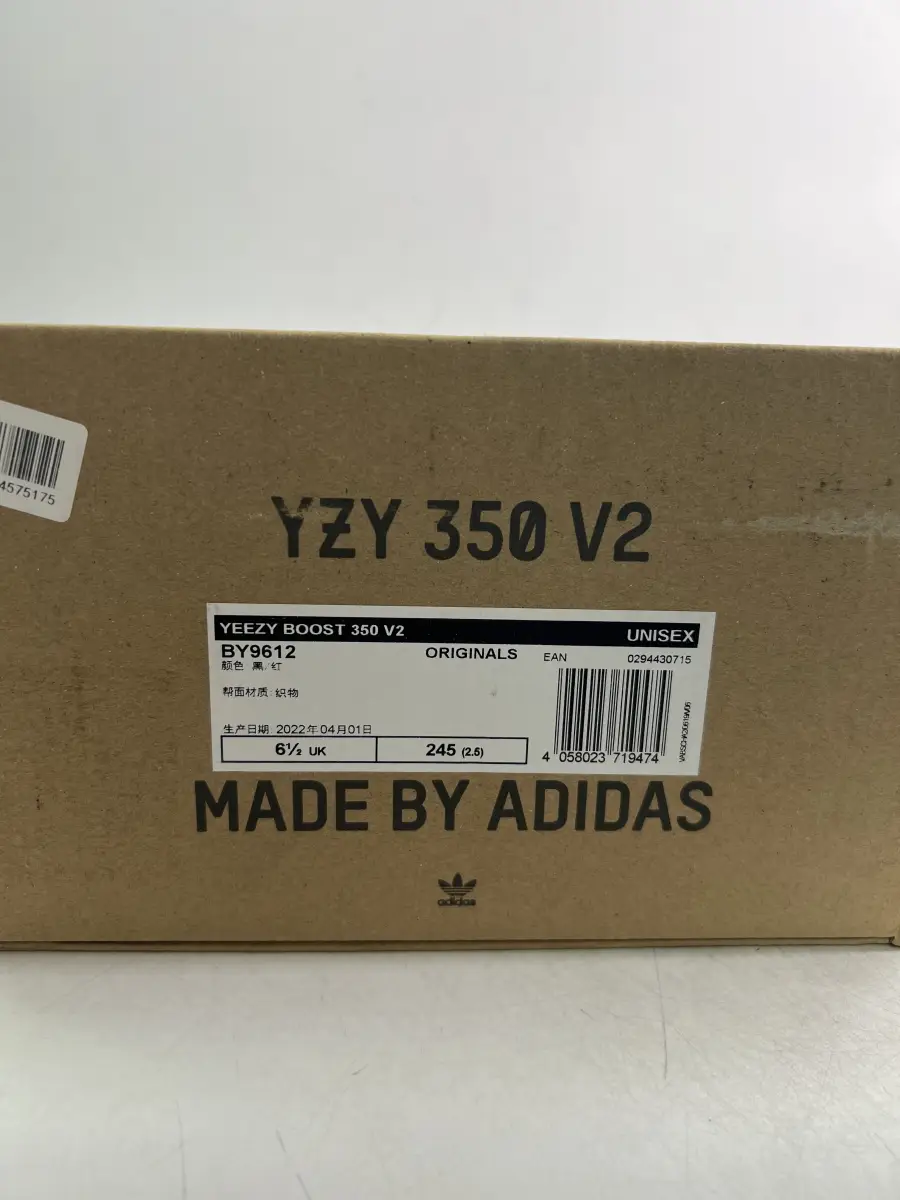 4575175
YZY 350 V2
YEEZY BOOST 350 V2 UNISEX
BY9612 ORIGINALS EAN 0294430715
颜色 黑/红
帮面材质:织物
生产日期 2022年04月01日
6½ UK 245 (2.5)
4 058023 719474
MADE BY ADIDAS
adidas